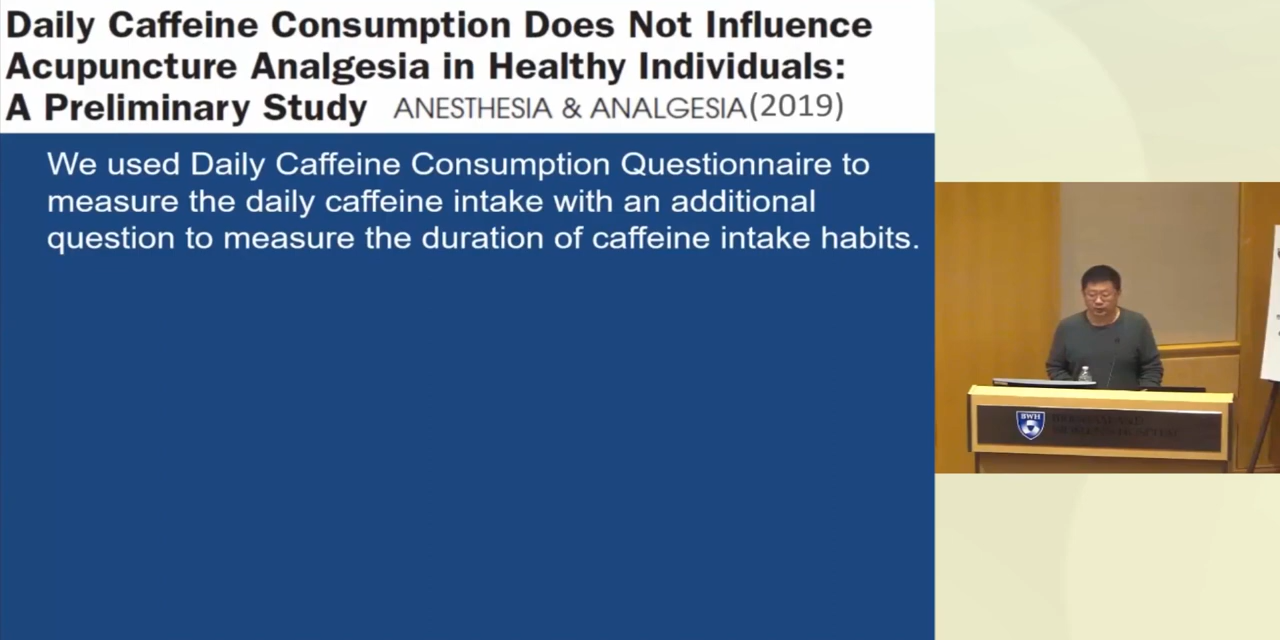 Daily Caffeine Consumption Does Not Influence
Acupuncture Analgesia in Healthy Individuals:
A Preliminary Study ANESTHESIA & ANALGESIA (2019)
We used Daily Caffeine Consumption Questionnaire to
measure the daily caffeine intake with an additional
question to measure the duration of caffeine intake habits.
BWH